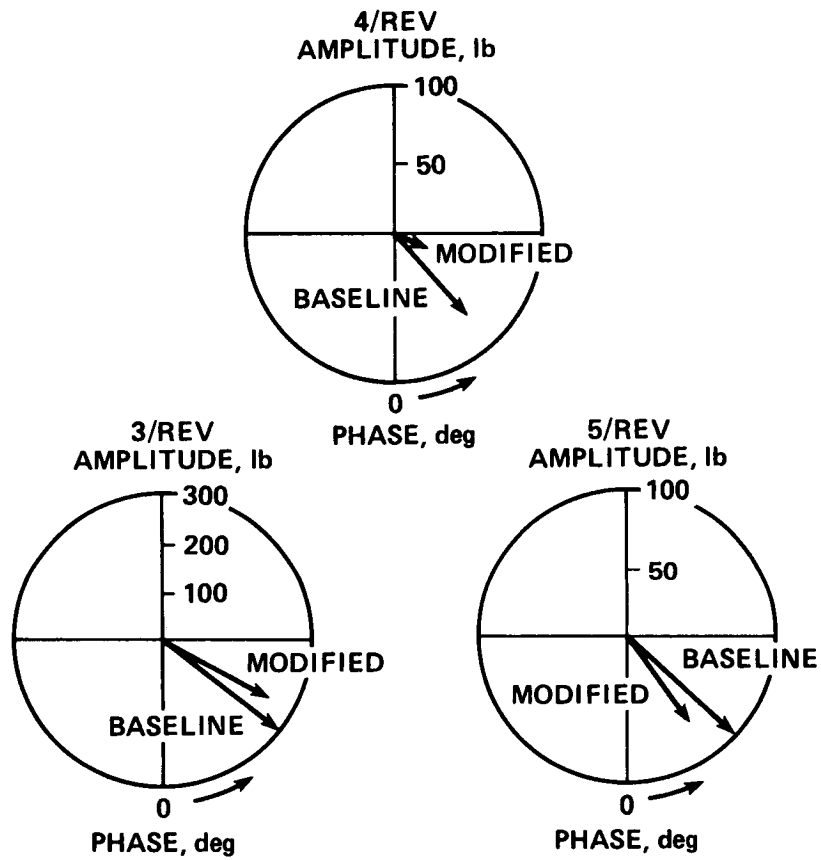 4/REV
AMPLITUDE, lb
100
50
MODIFIED
BASELINE
0
PHASE, deg
3/REV
AMPLITUDE, lb
300
200
100
MODIFIED
BASELINE
0
PHASE, deg
5/REV
AMPLITUDE, lb
100
50
BASELINE
MODIFIED
0
PHASE, deg